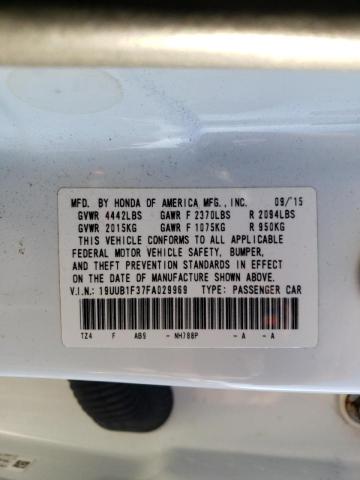 MFD. BY HONDA OF AMERICA MFG., INC. 09/15
GVWR 4442LBS GAWR F 2370LBS R 2094LBS
GVWR 2015KG GAWR F 1075KG R 950KG
THIS VEHICLE CONFORMS TO ALL APPLICABLE
FEDERAL MOTOR VEHICLE SAFETY, BUMPER,
AND THEFT PREVENTION STANDARDS IN EFFECT
ON THE DATE OF MANUFACTURE SHOWN ABOVE.
V.I.N.: 19UUB1F37FA029969 TYPE: PASSENGER CAR
TZ4 F AB9 - NH788P - A - A